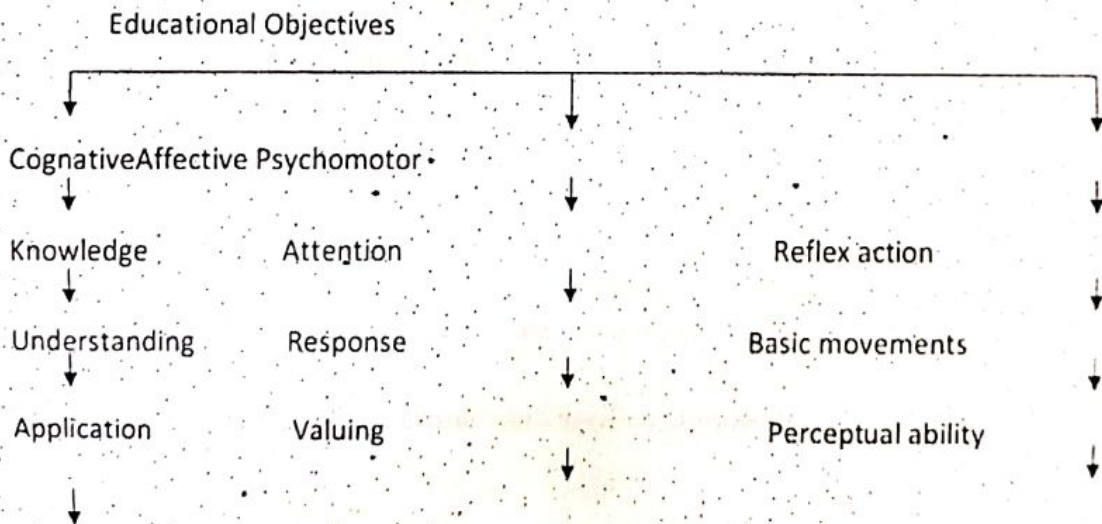 Educational Objectives
CognativeAffective Psychomotor
Knowledge Attention Reflex action
Understanding Response Basic movements
Application Valuing Perceptual ability